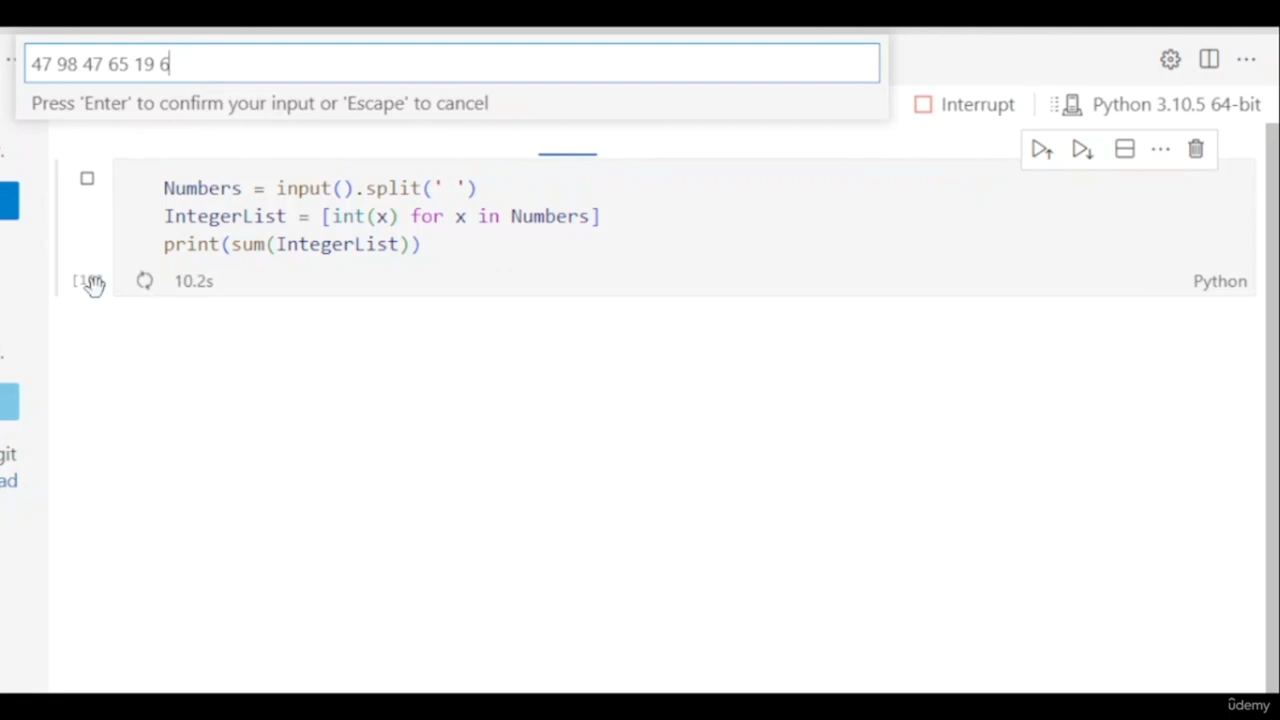 47 98 47 65 19 6
Press 'Enter' to confirm your input or 'Escape' to cancel
Interrupt
Python 3.10.5 64-bit
Numbers = input().split(' ')
IntegerList = [int(x) for x in Numbers]
print(sum(IntegerList))
10.2s
Python
git
ad
ûdemy